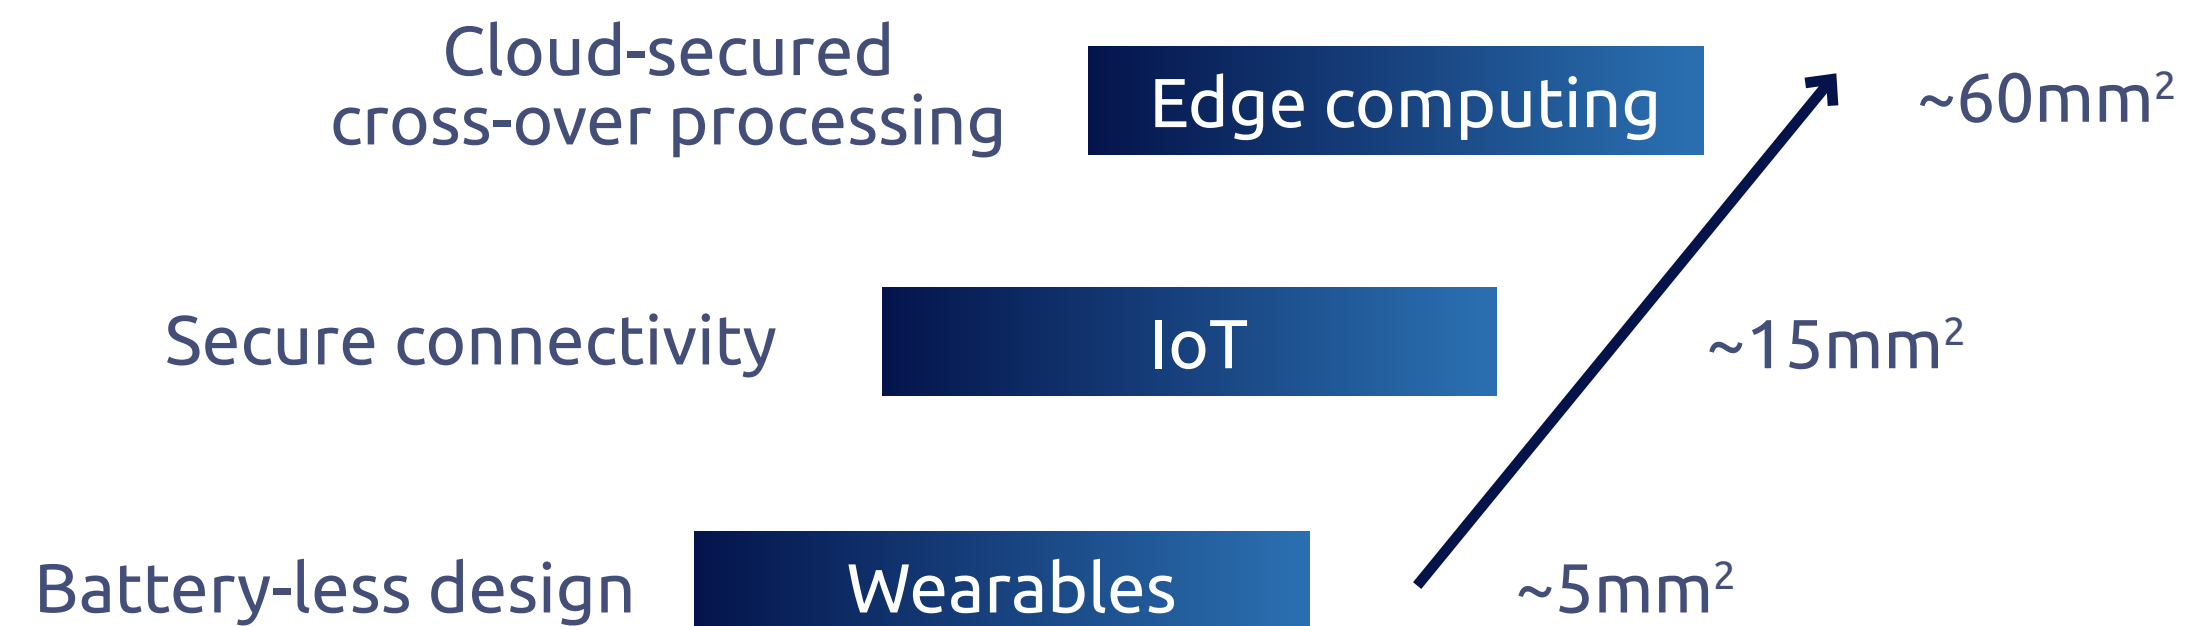 Cloud-secured
cross-over processing
Edge computing
~60mm²
Secure connectivity
IoT
~15mm²
Battery-less design
Wearables
~5mm²